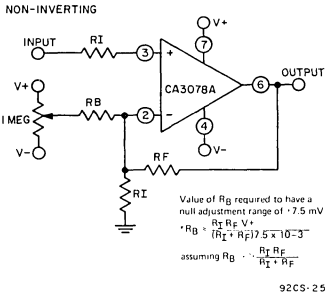 NON-INVERTING
V+
INPUT
RI
3
+
7
CA3078A
6
OUTPUT
V+
RB
2
−
4
1 MEG
V-
V-
RF
RI
Value of RB required to have a
null adjustment range of 7.5 mV
RB ≈ RI RF V+
(RI + RF)7.5 x 10-3
assuming RB RI RF
RI + RF
92CS-25